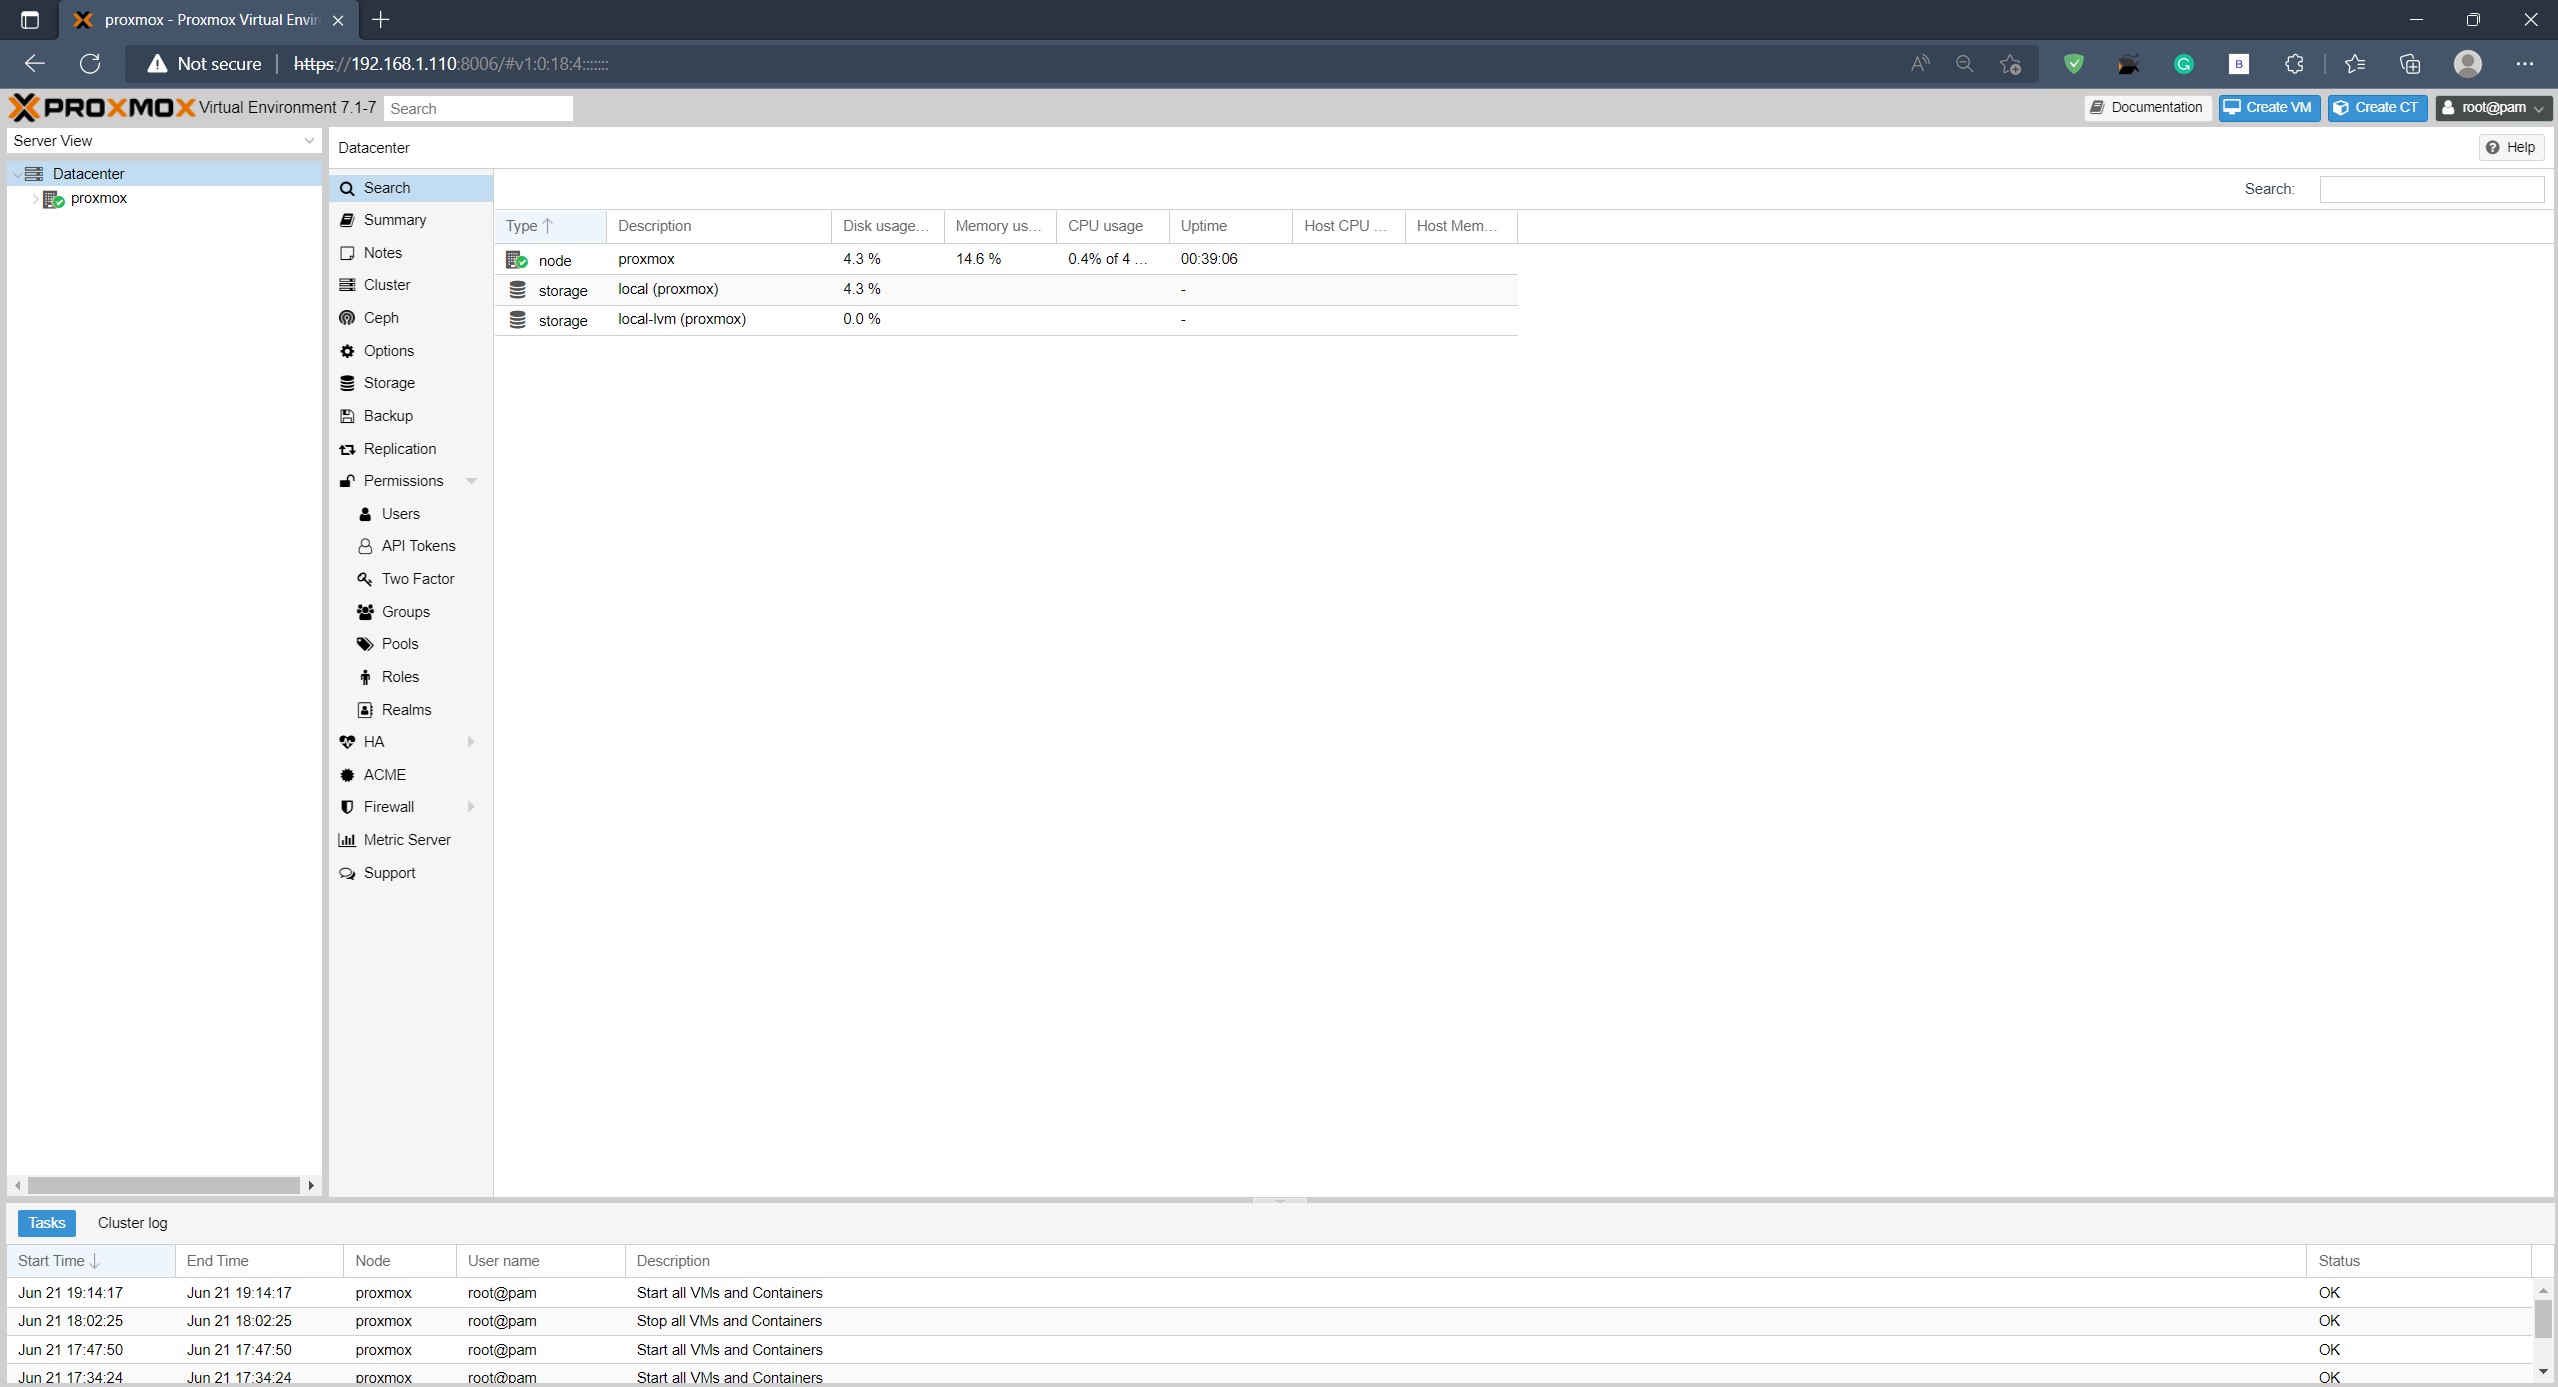 proxmox - Proxmox Virtual Envir
Not secure https://192.168.1.110:8006/#v1:0:18:4:::::::
PROXMOX Virtual Environment 7.1-7 Search Documentation Create VM Create CT root@pam
Server View
Datacenter
proxmox
Datacenter Help
Search
Summary
Notes
Cluster
Ceph
Options
Storage
Backup
Replication
Permissions
Users
API Tokens
Two Factor
Groups
Pools
Roles
Realms
HA
ACME
Firewall
Metric Server
Support
Search:
Type Description Disk usage... Memory us... CPU usage Uptime Host CPU ... Host Mem...
node proxmox 4.3 % 14.6 % 0.4% of 4 ... 00:39:06
storage local (proxmox) 4.3 % -
storage local-lvm (proxmox) 0.0 % -
Tasks Cluster log
Start Time End Time Node User name Description Status
Jun 21 19:14:17 Jun 21 19:14:17 proxmox root@pam Start all VMs and Containers OK
Jun 21 18:02:25 Jun 21 18:02:25 proxmox root@pam Stop all VMs and Containers OK
Jun 21 17:47:50 Jun 21 17:47:50 proxmox root@pam Start all VMs and Containers OK
Jun 21 17:34:24 Jun 21 17:34:24 proxmox root@pam Start all VMs and Containers OK